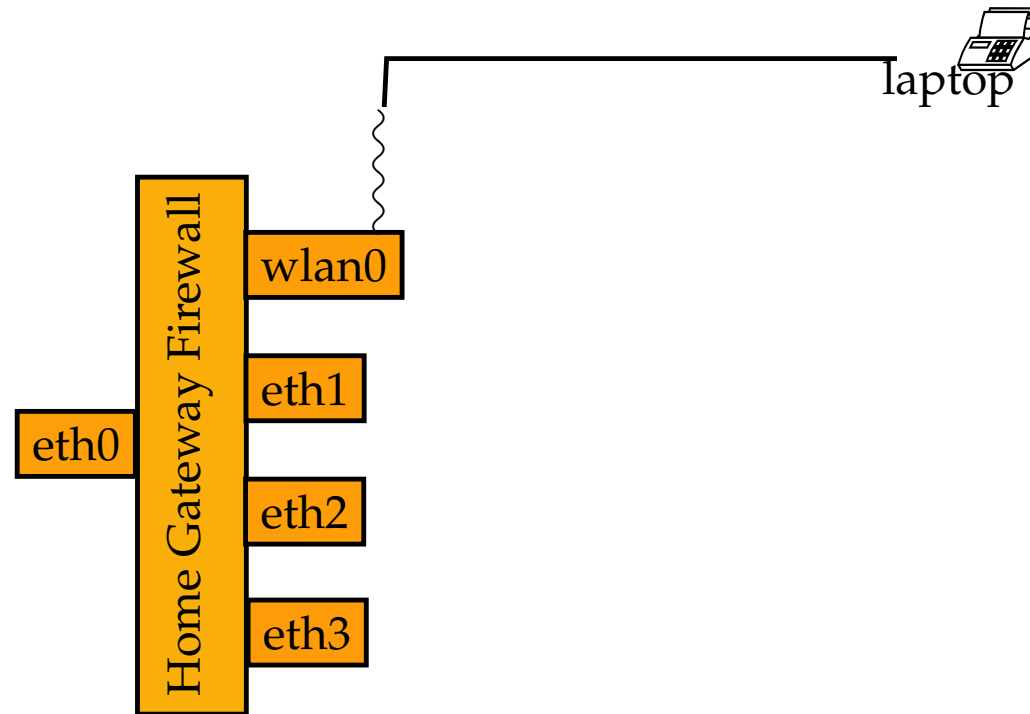 laptop
Home Gateway Firewall
wlan0
eth1
eth0
eth2
eth3